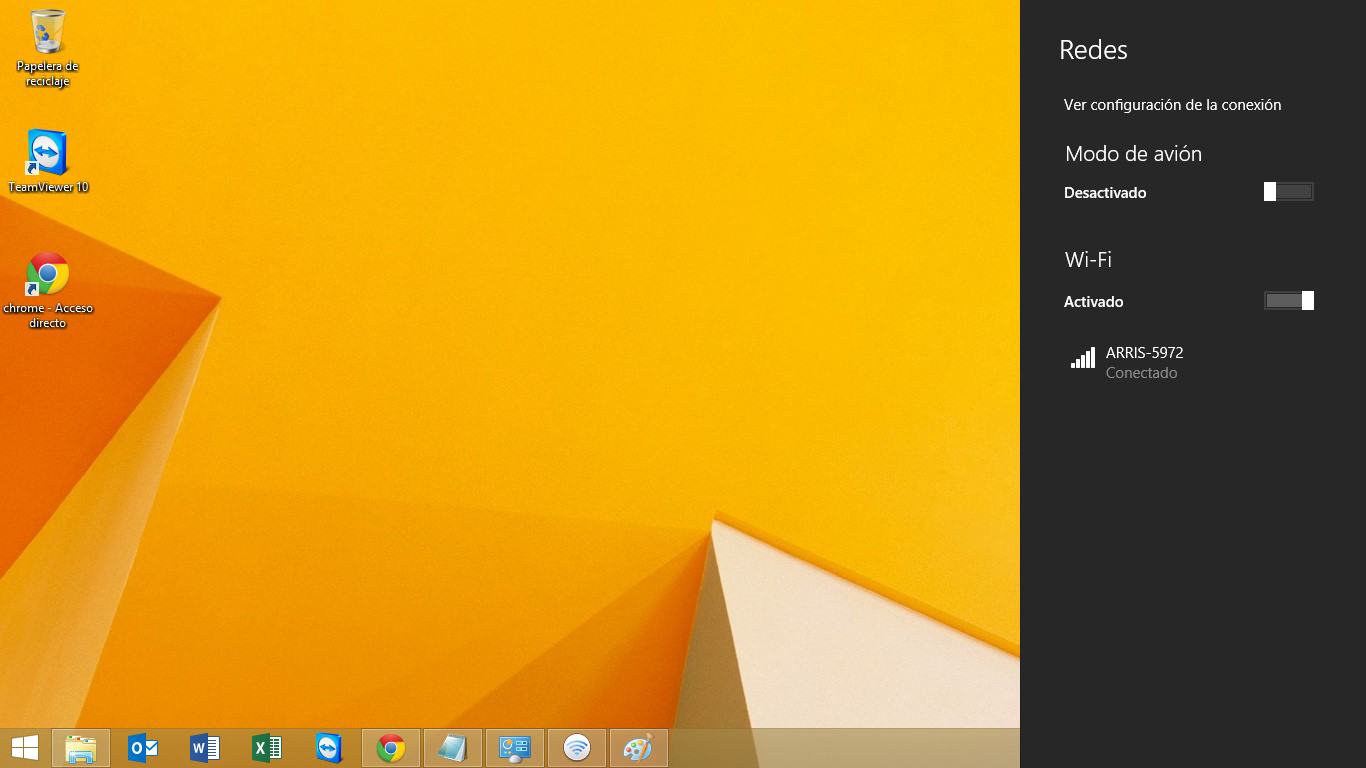 Papelera de
reciclaje
TeamViewer 10
chrome - Acceso
directo
Redes
Ver configuración de la conexión
Modo de avión
Desactivado
Wi-Fi
Activado
ARRIS-5972
Conectado